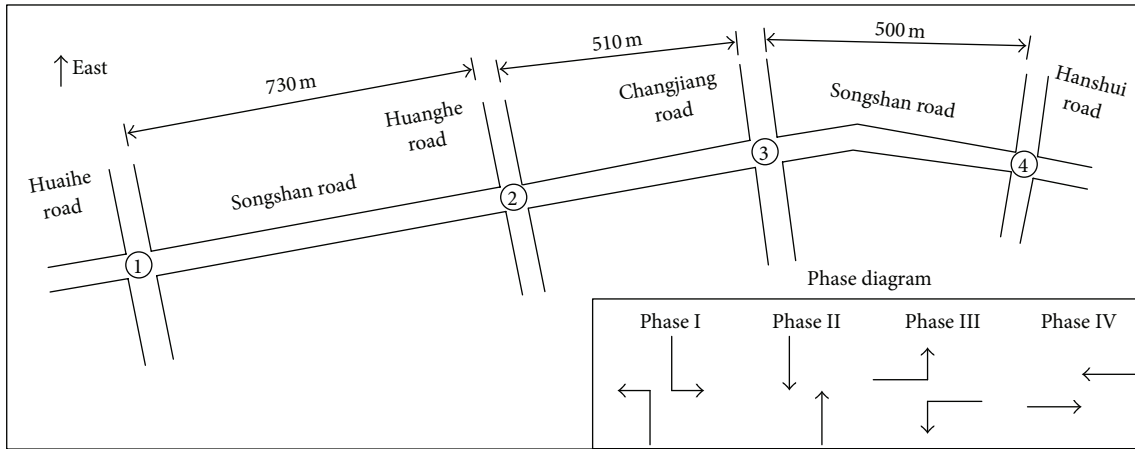 East
730 m
510 m
500 m
Huaihe
road
Songshan road
Huanghe
road
Changjiang
road
Songshan road
Hanshui
road
1
2
3
4
Phase diagram
Phase I
Phase II
Phase III
Phase IV